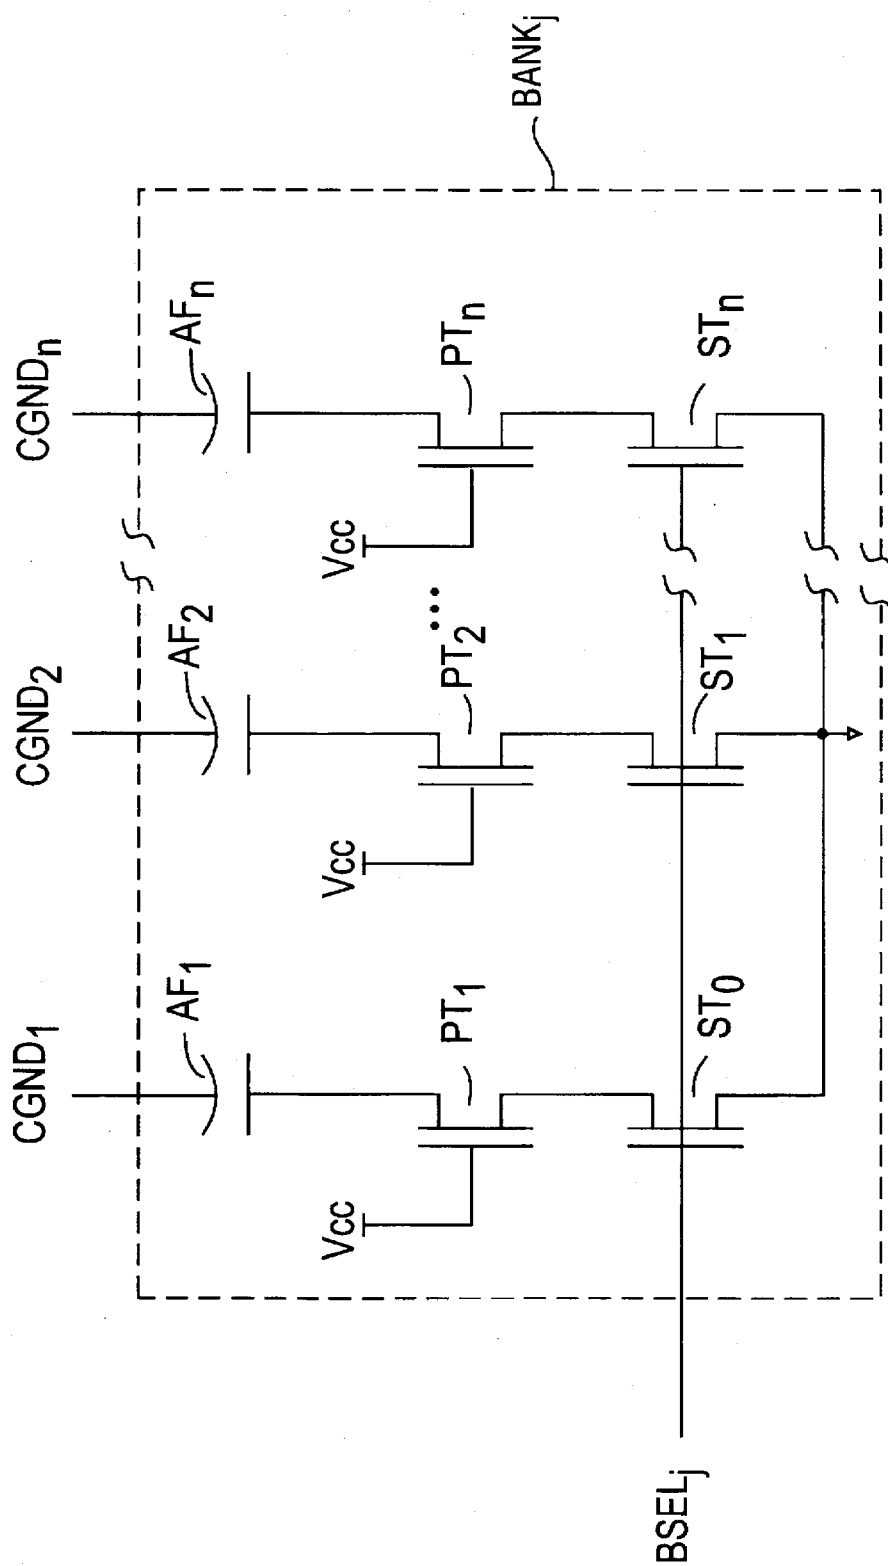 CGND1 CGND2 CGNDn
AF1 AF2 AFn
BANKj
Vcc Vcc Vcc
PT1 PT2 ... PTn
BSELj
ST0 ST1 STn